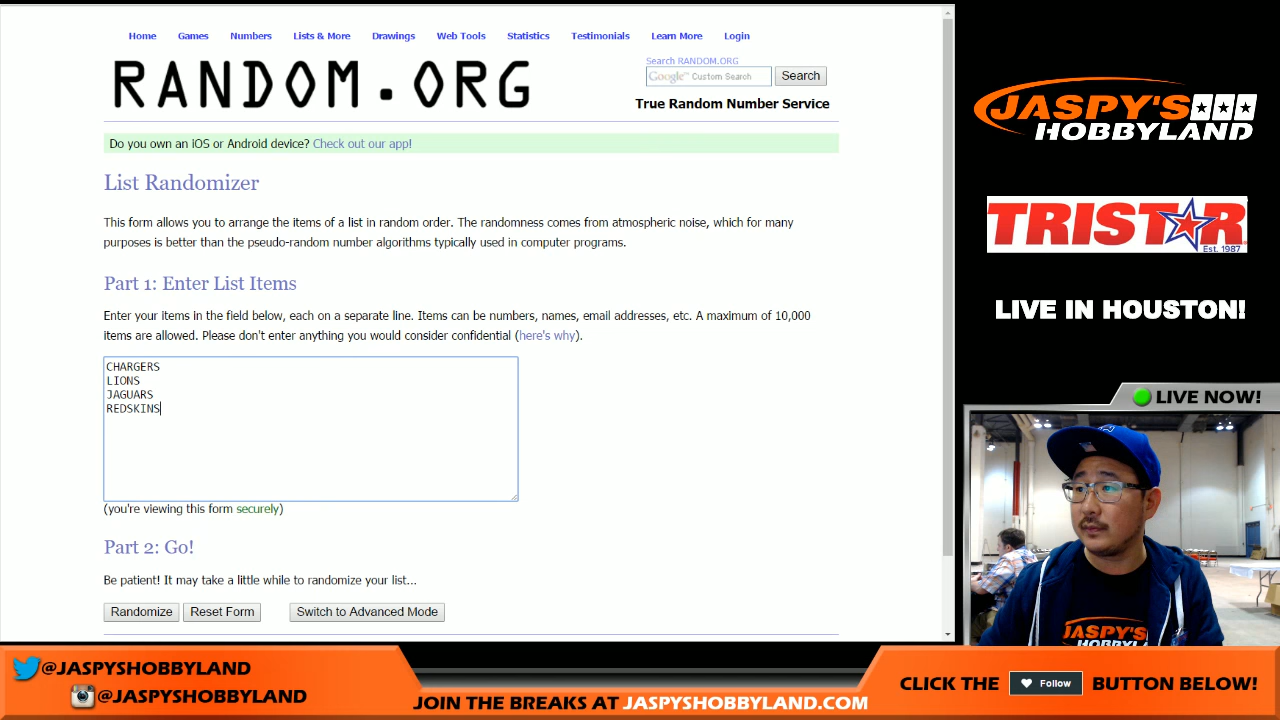 Home Games Numbers Lists & More Drawings Web Tools Statistics Testimonials Learn More Login
RANDOM.ORG
Search RANDOM.ORG
Google™ Custom Search Search
True Random Number Service
Do you own an iOS or Android device? Check out our app!
List Randomizer
This form allows you to arrange the items of a list in random order. The randomness comes from atmospheric noise, which for many
purposes is better than the pseudo-random number algorithms typically used in computer programs.
Part 1: Enter List Items
Enter your items in the field below, each on a separate line. Items can be numbers, names, email addresses, etc. A maximum of 10,000
items are allowed. Please don't enter anything you would consider confidential (here's why).
CHARGERS
LIONS
JAGUARS
REDSKINS
(you're viewing this form securely)
Part 2: Go!
Be patient! It may take a little while to randomize your list...
Randomize Reset Form Switch to Advanced Mode
JASPY'S
HOBBYLAND
TRISTAR
Est. 1987
LIVE IN HOUSTON!
LIVE NOW!
JASPY'S
@JASPYSHOBBYLAND
@JASPYSHOBBYLAND
JOIN THE BREAKS AT JASPYSHOBBYLAND.COM
CLICK THE Follow BUTTON BELOW!